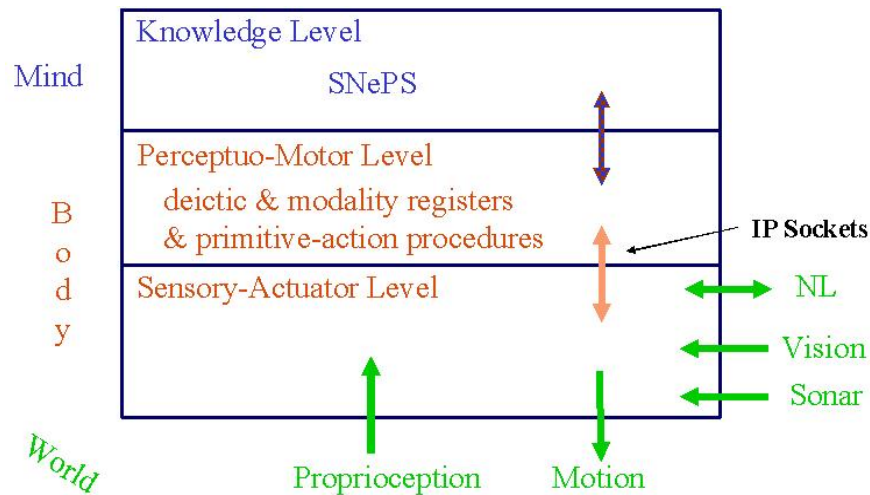 Knowledge Level
Mind
SNePS
Perceptuo-Motor Level
deictic & modality registers
& primitive-action procedures
Body
IP Sockets
Sensory-Actuator Level
NL
Vision
Sonar
World
Proprioception
Motion